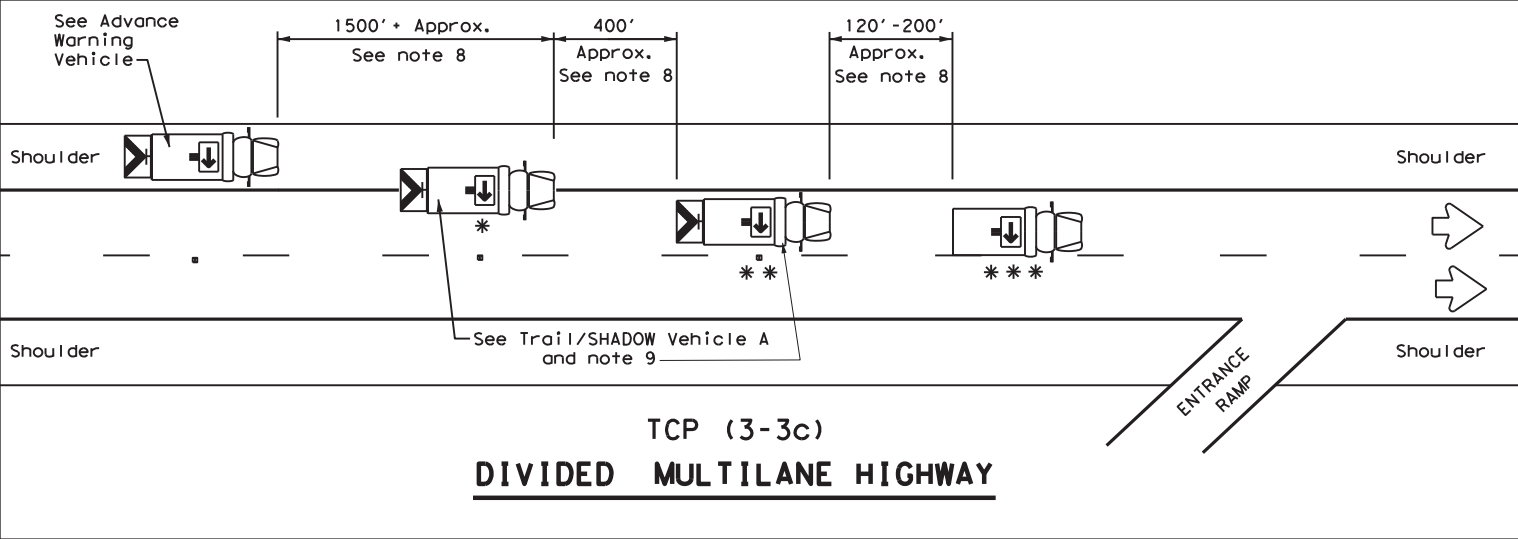 See Advance
Warning
Vehicle
1500'+ Approx.
See note 8
400'
Approx.
See note 8
120'-200'
Approx.
See note 8
Shoulder
Shoulder
*
* *
* * *
See Trail/SHADOW Vehicle A
and note 9
Shoulder
Shoulder
ENTRANCE
RAMP
TCP (3-3c)
DIVIDED MULTILANE HIGHWAY